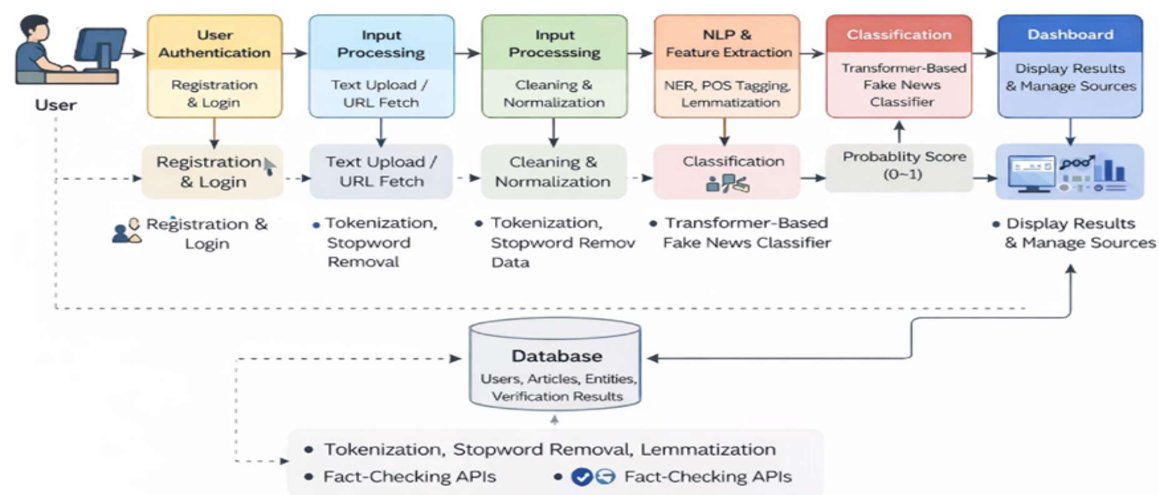 User
Authentication
Registration
& Login
Input
Processing
Text Upload /
URL Fetch
Input
Processsing
Cleaning &
Normalization
NLP &
Feature Extraction
NER, POS Tagging,
Lemmatization
Classification
Transformer-Based
Fake News
Classifier
Dashboard
Display Results
& Manage Sources
User
Registration
& Login
Text Upload /
URL Fetch
Cleaning &
Normalization
Classification
Probablity Score
(0~1)
Registration &
Login
• Tokenization,
Stopword
Removal
• Tokenization,
Stopword Remov
Data
• Transformer-Based
Fake News Classifier
• Display Results
& Manage Sources
Database
Users, Articles, Entities,
Verification Results
• Tokenization, Stopword Removal, Lemmatization
• Fact-Checking APIs
• Fact-Checking APIs